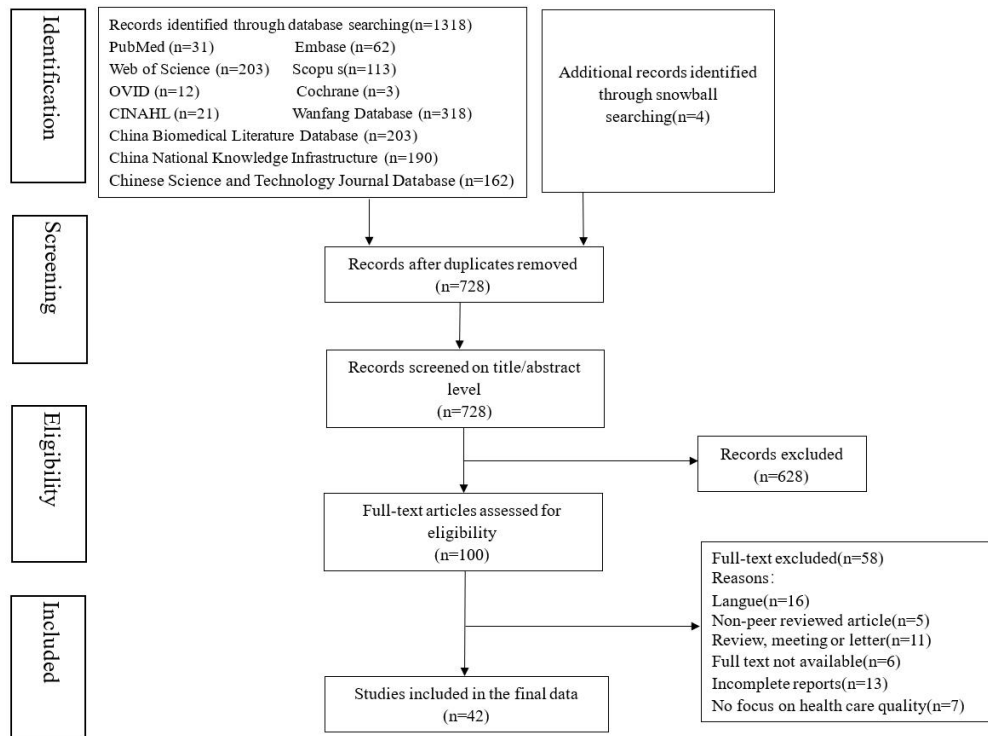 Identification
Records identified through database searching(n=1318)
PubMed (n=31) Embase (n=62)
Web of Science (n=203) Scopu s(n=113)
OVID (n=12) Cochrane (n=3)
CINAHL (n=21) Wanfang Database (n=318)
China Biomedical Literature Database (n=203)
China National Knowledge Infrastructure (n=190)
Chinese Science and Technology Journal Database (n=162)
Additional records identified
through snowball
searching(n=4)
Screening
Records after duplicates removed
(n=728)
Records screened on title/abstract
level
(n=728)
Eligibility
Records excluded
(n=628)
Full-text articles assessed for
eligibility
(n=100)
Full-text excluded(n=58)
Reasons：
Langue(n=16)
Non-peer reviewed article(n=5)
Review, meeting or letter(n=11)
Full text not available(n=6)
Incomplete reports(n=13)
No focus on health care quality(n=7)
Included
Studies included in the final data
(n=42)